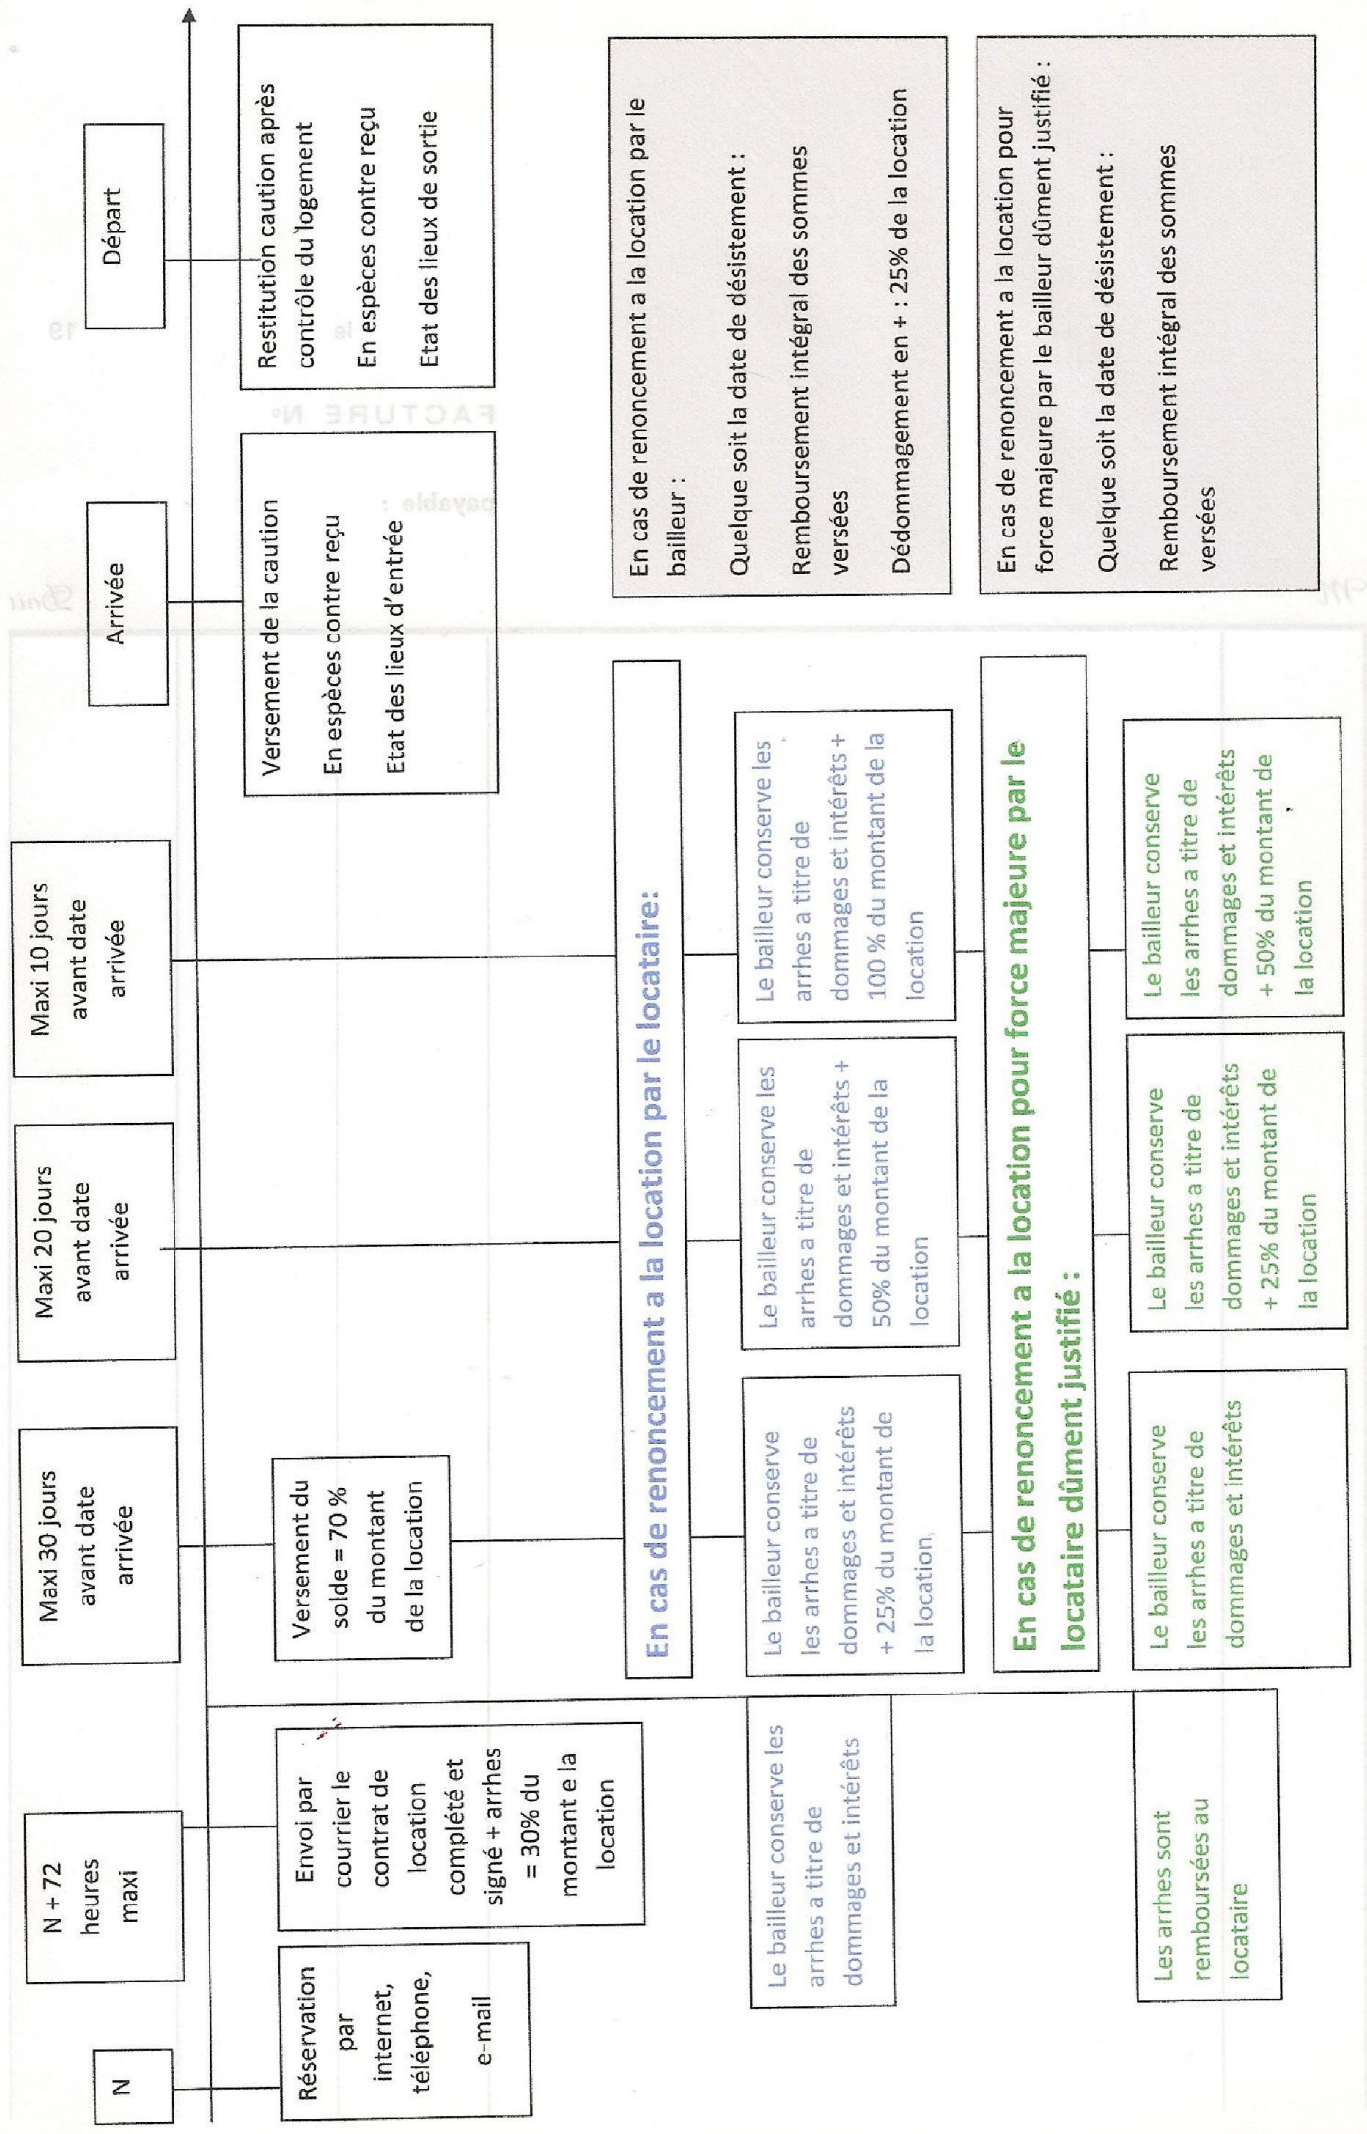 N
N + 72
heures
maxi
Maxi 30 jours
avant date
arrivée
Maxi 20 jours
avant date
arrivée
Maxi 10 jours
avant date
arrivée
Arrivée
Départ
Réservation
par
internet,
téléphone,
e-mail
Envoi par
courrier le
contrat de
location
complété et
signé + arrhes
= 30% du
montant e la
location
Versement du
solde = 70 %
du montant
de la location
Versement de la caution
En espèces contre reçu
Etat des lieux d'entrée
Restitution caution après
contrôle du logement
En espèces contre reçu
Etat des lieux de sortie
En cas de renoncement a la location par le locataire:
Le bailleur conserve les
arrhes a titre de
dommages et intérêts
Le bailleur conserve
les arrhes a titre de
dommages et intérêts
+ 25% du montant de
la location
Le bailleur conserve les
arrhes a titre de
dommages et intérêts +
50% du montant de la
location
Le bailleur conserve les
arrhes a titre de
dommages et intérêts +
100 % du montant de la
location
En cas de renoncement a la location pour force majeure par le
locataire dûment justifié :
Les arrhes sont
remboursées au
locataire
Le bailleur conserve
les arrhes a titre de
dommages et intérêts
Le bailleur conserve
les arrhes a titre de
dommages et intérêts
+ 25% du montant de
la location
Le bailleur conserve
les arrhes a titre de
dommages et intérêts
+ 50% du montant de
la location
En cas de renoncement a la location par le
bailleur :
Quelque soit la date de désistement :
Remboursement intégral des sommes
versées
Dédommagement en + : 25% de la location
En cas de renoncement a la location pour
force majeure par le bailleur dûment justifié :
Quelque soit la date de désistement :
Remboursement intégral des sommes
versées
FACTURE Nº
payable :
le
19
Doit
M